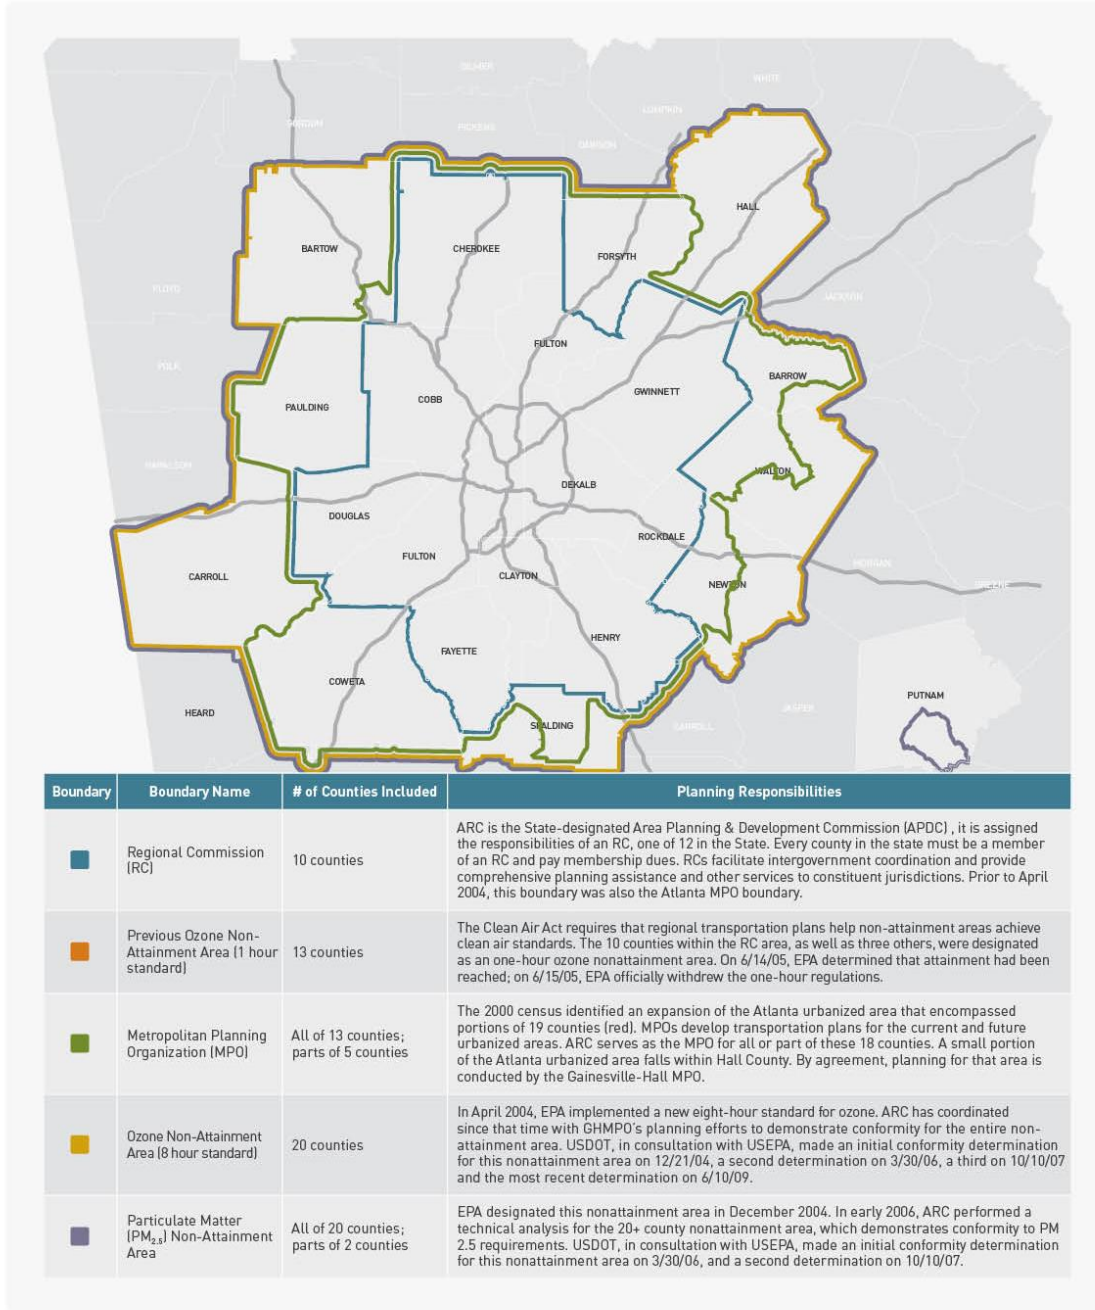 GILMER
WHITE
LUMPKIN
GORDON
PICKENS
DAWSON
HALL
BARTOW
CHEROKEE
FORSYTH
FLOYD
JACKSON
FULTON
POLK
BARROW
GWINNETT
COBB
PAULDING
HARALSON
WALTON
DEKALB
DOUGLAS
ROCKDALE
FULTON
MORGAN
CARROLL
CLAYTON
NEWTON
GREENE
HENRY
FAYETTE
COWETA
PUTNAM
HEARD
JASPER
SPALDING
CARROLL
Boundary Boundary Name # of Counties Included Planning Responsibilities
Regional Commission
(RC)
10 counties
ARC is the State-designated Area Planning & Development Commission (APDC) , it is assigned
the responsibilities of an RC, one of 12 in the State. Every county in the state must be a member
of an RC and pay membership dues. RCs facilitate intergovernment coordination and provide
comprehensive planning assistance and other services to constituent jurisdictions. Prior to April
2004, this boundary was also the Atlanta MPO boundary.
Previous Ozone Non-
Attainment Area (1 hour
standard)
13 counties
The Clean Air Act requires that regional transportation plans help non-attainment areas achieve
clean air standards. The 10 counties within the RC area, as well as three others, were designated
as an one-hour ozone nonattainment area. On 6/14/05, EPA determined that attainment had been
reached; on 6/15/05, EPA officially withdrew the one-hour regulations.
Metropolitan Planning
Organization (MPO)
All of 13 counties;
parts of 5 counties
The 2000 census identified an expansion of the Atlanta urbanized area that encompassed
portions of 19 counties (red). MPOs develop transportation plans for the current and future
urbanized areas. ARC serves as the MPO for all or part of these 18 counties. A small portion
of the Atlanta urbanized area falls within Hall County. By agreement, planning for that area is
conducted by the Gainesville-Hall MPO.
Ozone Non-Attainment
Area (8 hour standard)
20 counties
In April 2004, EPA implemented a new eight-hour standard for ozone. ARC has coordinated
since that time with GHMPO's planning efforts to demonstrate conformity for the entire non-
attainment area. USDOT, in consultation with USEPA, made an initial conformity determination
for this nonattainment area on 12/21/04, a second determination on 3/30/06, a third on 10/10/07
and the most recent determination on 6/10/09.
Particulate Matter
(PM2.5) Non-Attainment
Area
All of 20 counties;
parts of 2 counties
EPA designated this nonattainment area in December 2004. In early 2006, ARC performed a
technical analysis for the 20+ county nonattainment area, which demonstrates conformity to PM
2.5 requirements. USDOT, in consultation with USEPA, made an initial conformity determination
for this nonattainment area on 3/30/06, and a second determination on 10/10/07.